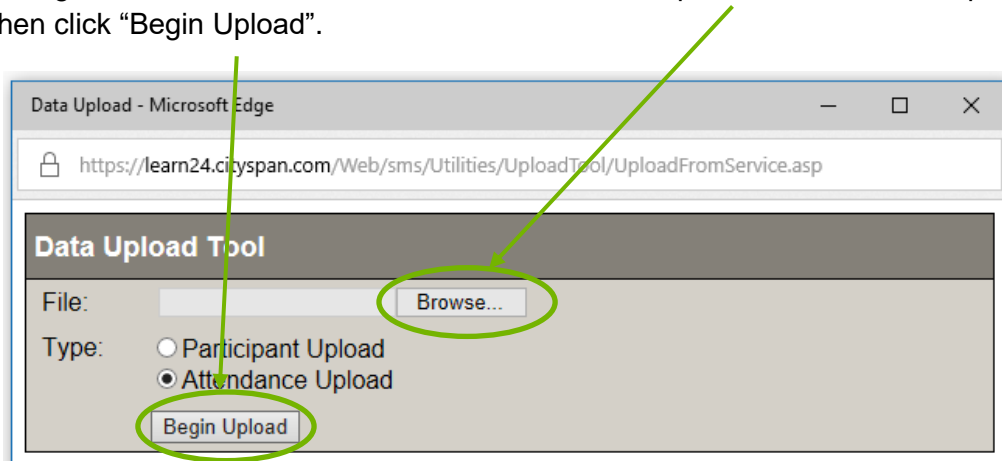 then click “Begin Upload”.
Data Upload - Microsoft Edge
https://learn24.cityspan.com/Web/sms/Utilities/UploadTool/UploadFromService.asp
Data Upload Tool
File: Browse...
Type: Participant Upload
Attendance Upload
Begin Upload